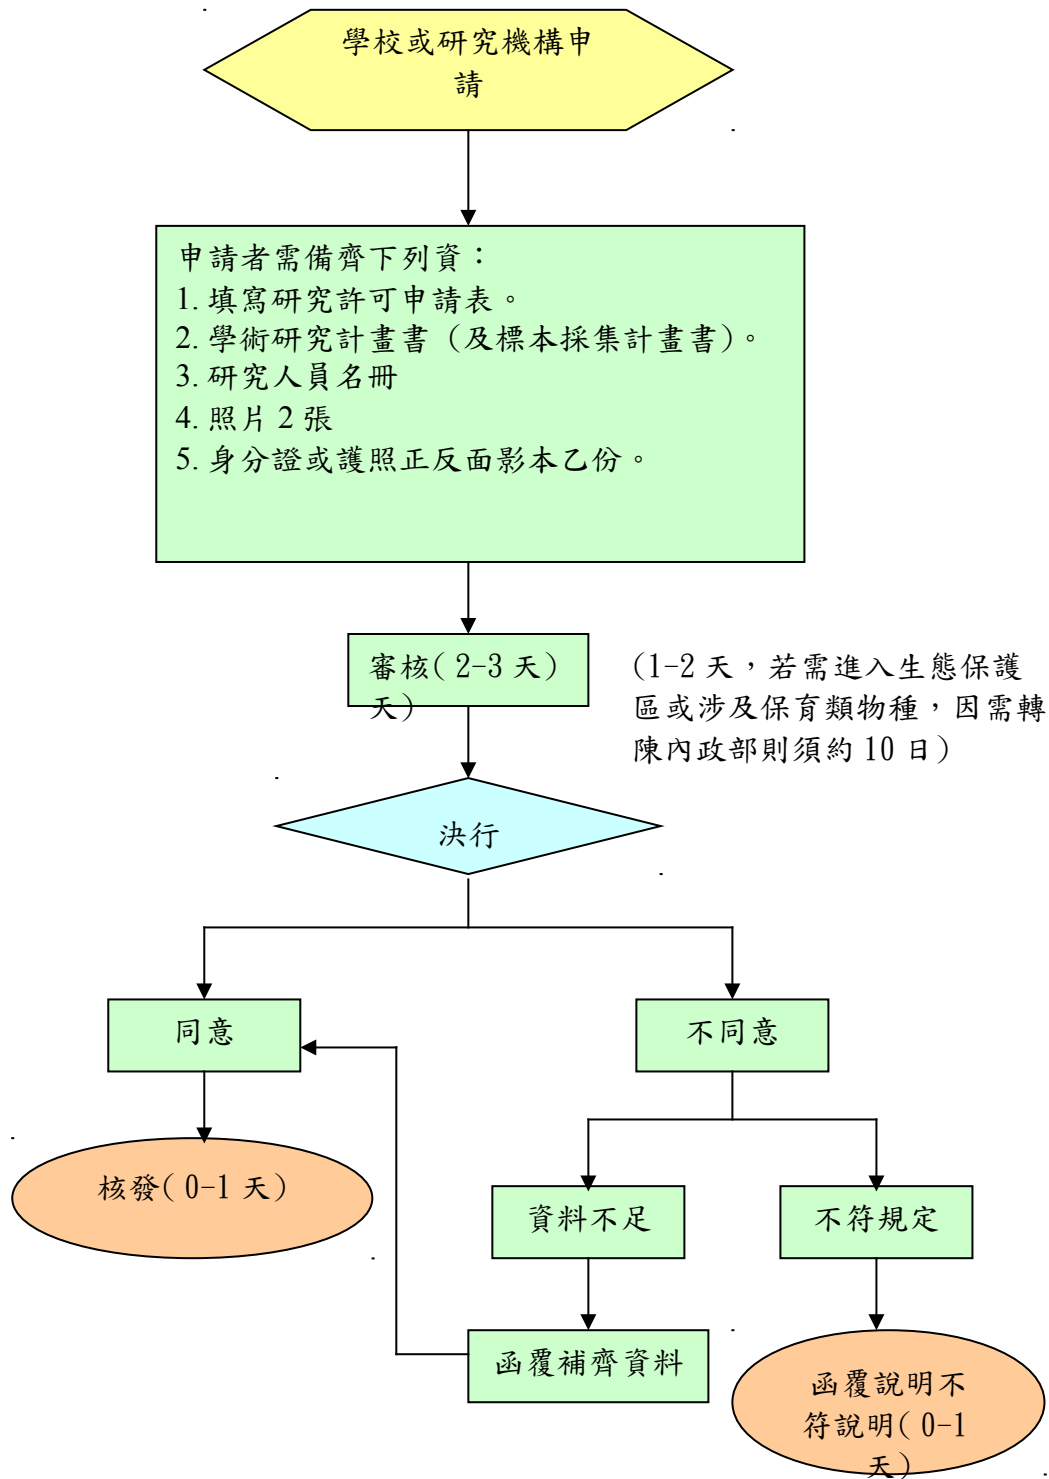 學校或研究機構申
請
申請者需備齊下列資：
1. 填寫研究許可申請表。
2. 學術研究計畫書（及標本採集計畫書）。
3. 研究人員名冊
4. 照片 2 張
5. 身分證或護照正反面影本乙份。
審核( 2-3 天)
天)
(1-2 天，若需進入生態保護
區或涉及保育類物種，因需轉
陳內政部則須約 10 日)
決行
同意
不同意
核發( 0-1 天)
資料不足
不符規定
函覆補齊資料
函覆說明不
符說明( 0-1
天)